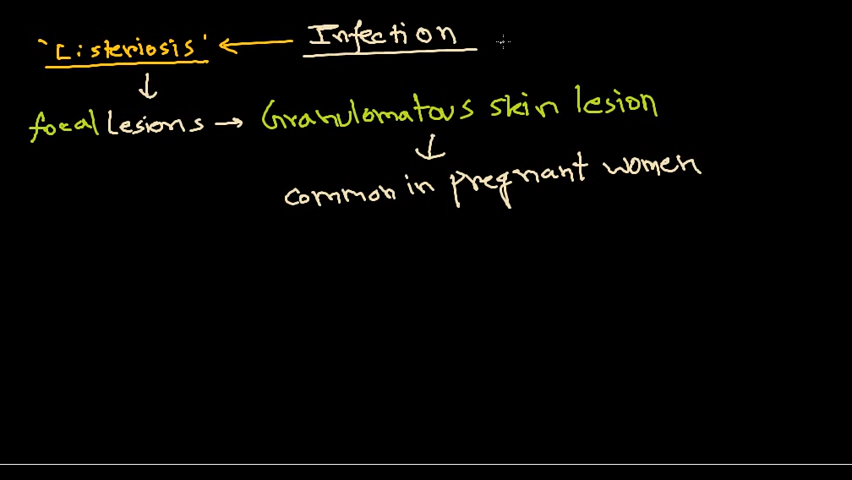 'Listeriosis' ← Infection
↓
focal Lesions → Granulomatous skin lesion
↓
common in pregnant women